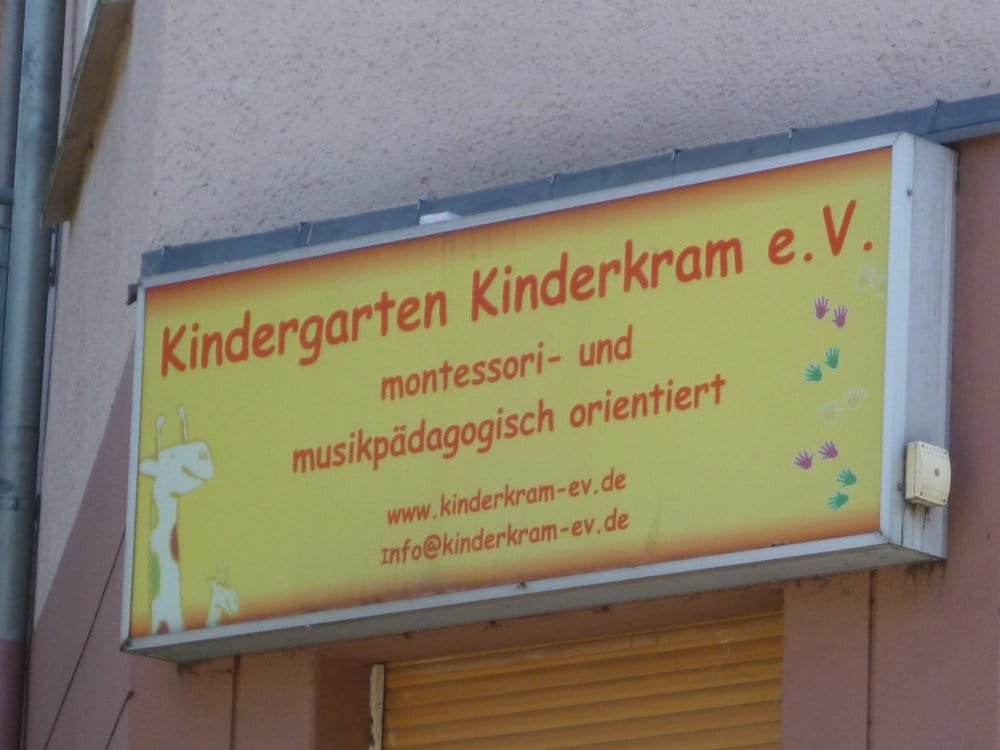 Kindergarten Kinderkram e.V.
montessori- und
musikpädagogisch orientiert
www.kinderkram-ev.de
Info@kinderkram-ev.de